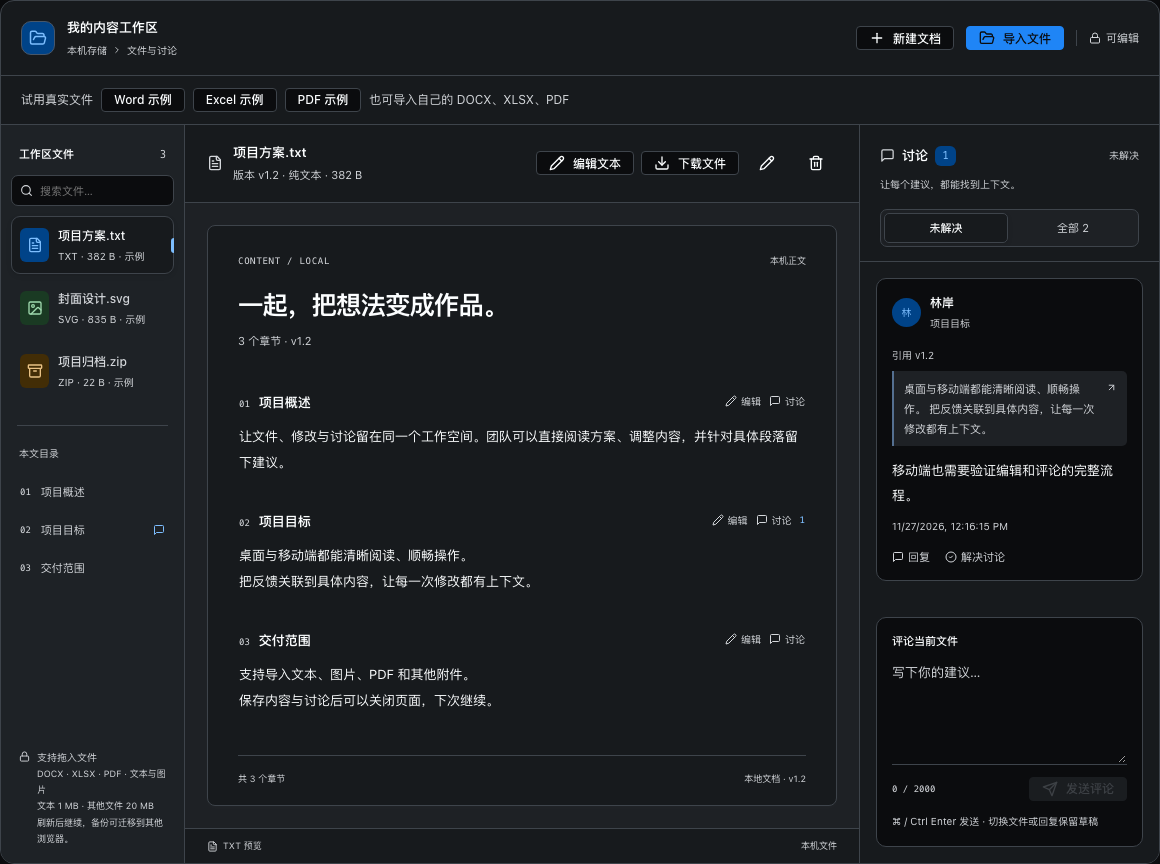 我的内容工作区
本机存储 > 文件与讨论
新建文档
导入文件
可编辑
试用真实文件
Word 示例
Excel 示例
PDF 示例
也可导入自己的 DOCX、XLSX、PDF
工作区文件
3
搜索文件...
项目方案.txt
TXT · 382 B · 示例
封面设计.svg
SVG · 835 B · 示例
项目归档.zip
ZIP · 22 B · 示例
本文目录
01 项目概述
02 项目目标
03 交付范围
支持拖入文件
DOCX · XLSX · PDF · 文本与图
片
文本 1 MB · 其他文件 20 MB
刷新后继续，备份可迁移到其他
浏览器。
项目方案.txt
版本 v1.2 · 纯文本 · 382 B
编辑文本
下载文件
CONTENT / LOCAL
本机正文
一起，把想法变成作品。
3 个章节 · v1.2
01 项目概述
编辑
讨论
让文件、修改与讨论留在同一个工作空间。团队可以直接阅读方案、调整内容，并针对具体段落留
下建议。
02 项目目标
编辑
讨论 1
桌面与移动端都能清晰阅读、顺畅操作。
把反馈关联到具体内容，让每一次修改都有上下文。
03 交付范围
编辑
讨论
支持导入文本、图片、PDF 和其他附件。
保存内容与讨论后可以关闭页面，下次继续。
共 3 个章节
本地文档 · v1.2
TXT 预览
本机文件
讨论 1
未解决
让每个建议，都能找到上下文。
未解决
全部 2
林
林岸
项目目标
引用 v1.2
桌面与移动端都能清晰阅读、顺畅操
作。 把反馈关联到具体内容，让每一次
修改都有上下文。
移动端也需要验证编辑和评论的完整流
程。
11/27/2026, 12:16:15 PM
回复
解决讨论
评论当前文件
写下你的建议...
0 / 2000
发送评论
⌘ / Ctrl Enter 发送 · 切换文件或回复保留草稿